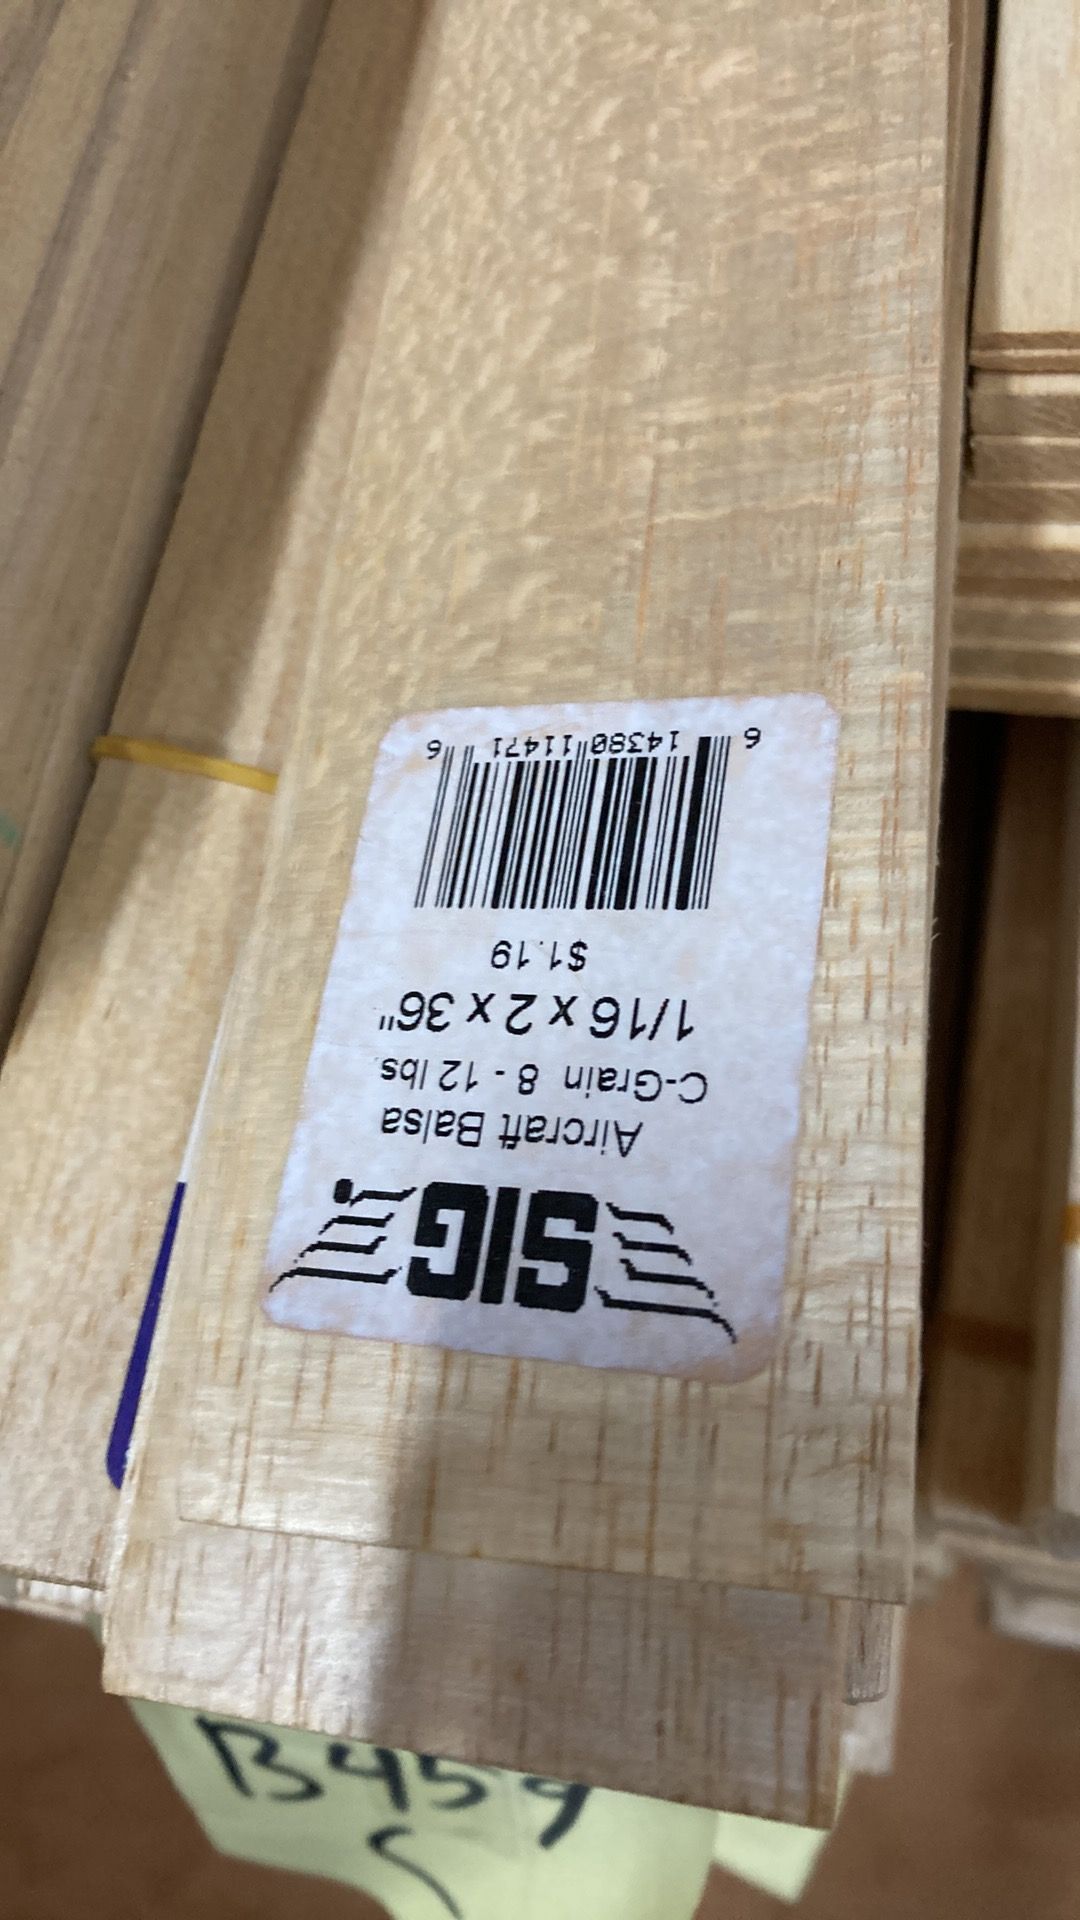 SIG
Aircraft Balsa
C-Grain 8 - 12 lbs.
1/16 x 2 x 36"
$1.19
6 14380 11471 6
B459